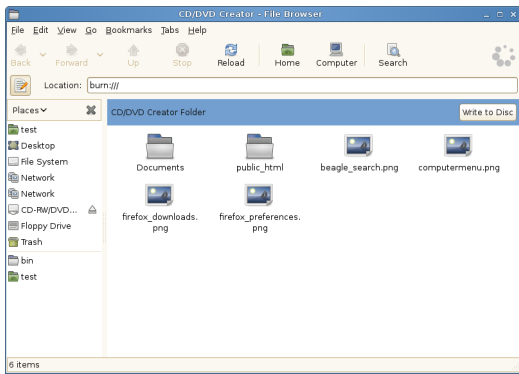 CD/DVD Creator - File Browser
File Edit View Go Bookmarks Tabs Help
Back Forward Up Stop Reload Home Computer Search
Location: burn:///
Places CD/DVD Creator Folder Write to Disc
test
Desktop
File System
Network
Network
CD-RW/DVD...
Floppy Drive
Trash
bin
test
Documents public_html beagle_search.png computermenu.png
firefox_downloads. firefox_preferences.
png png
6 items